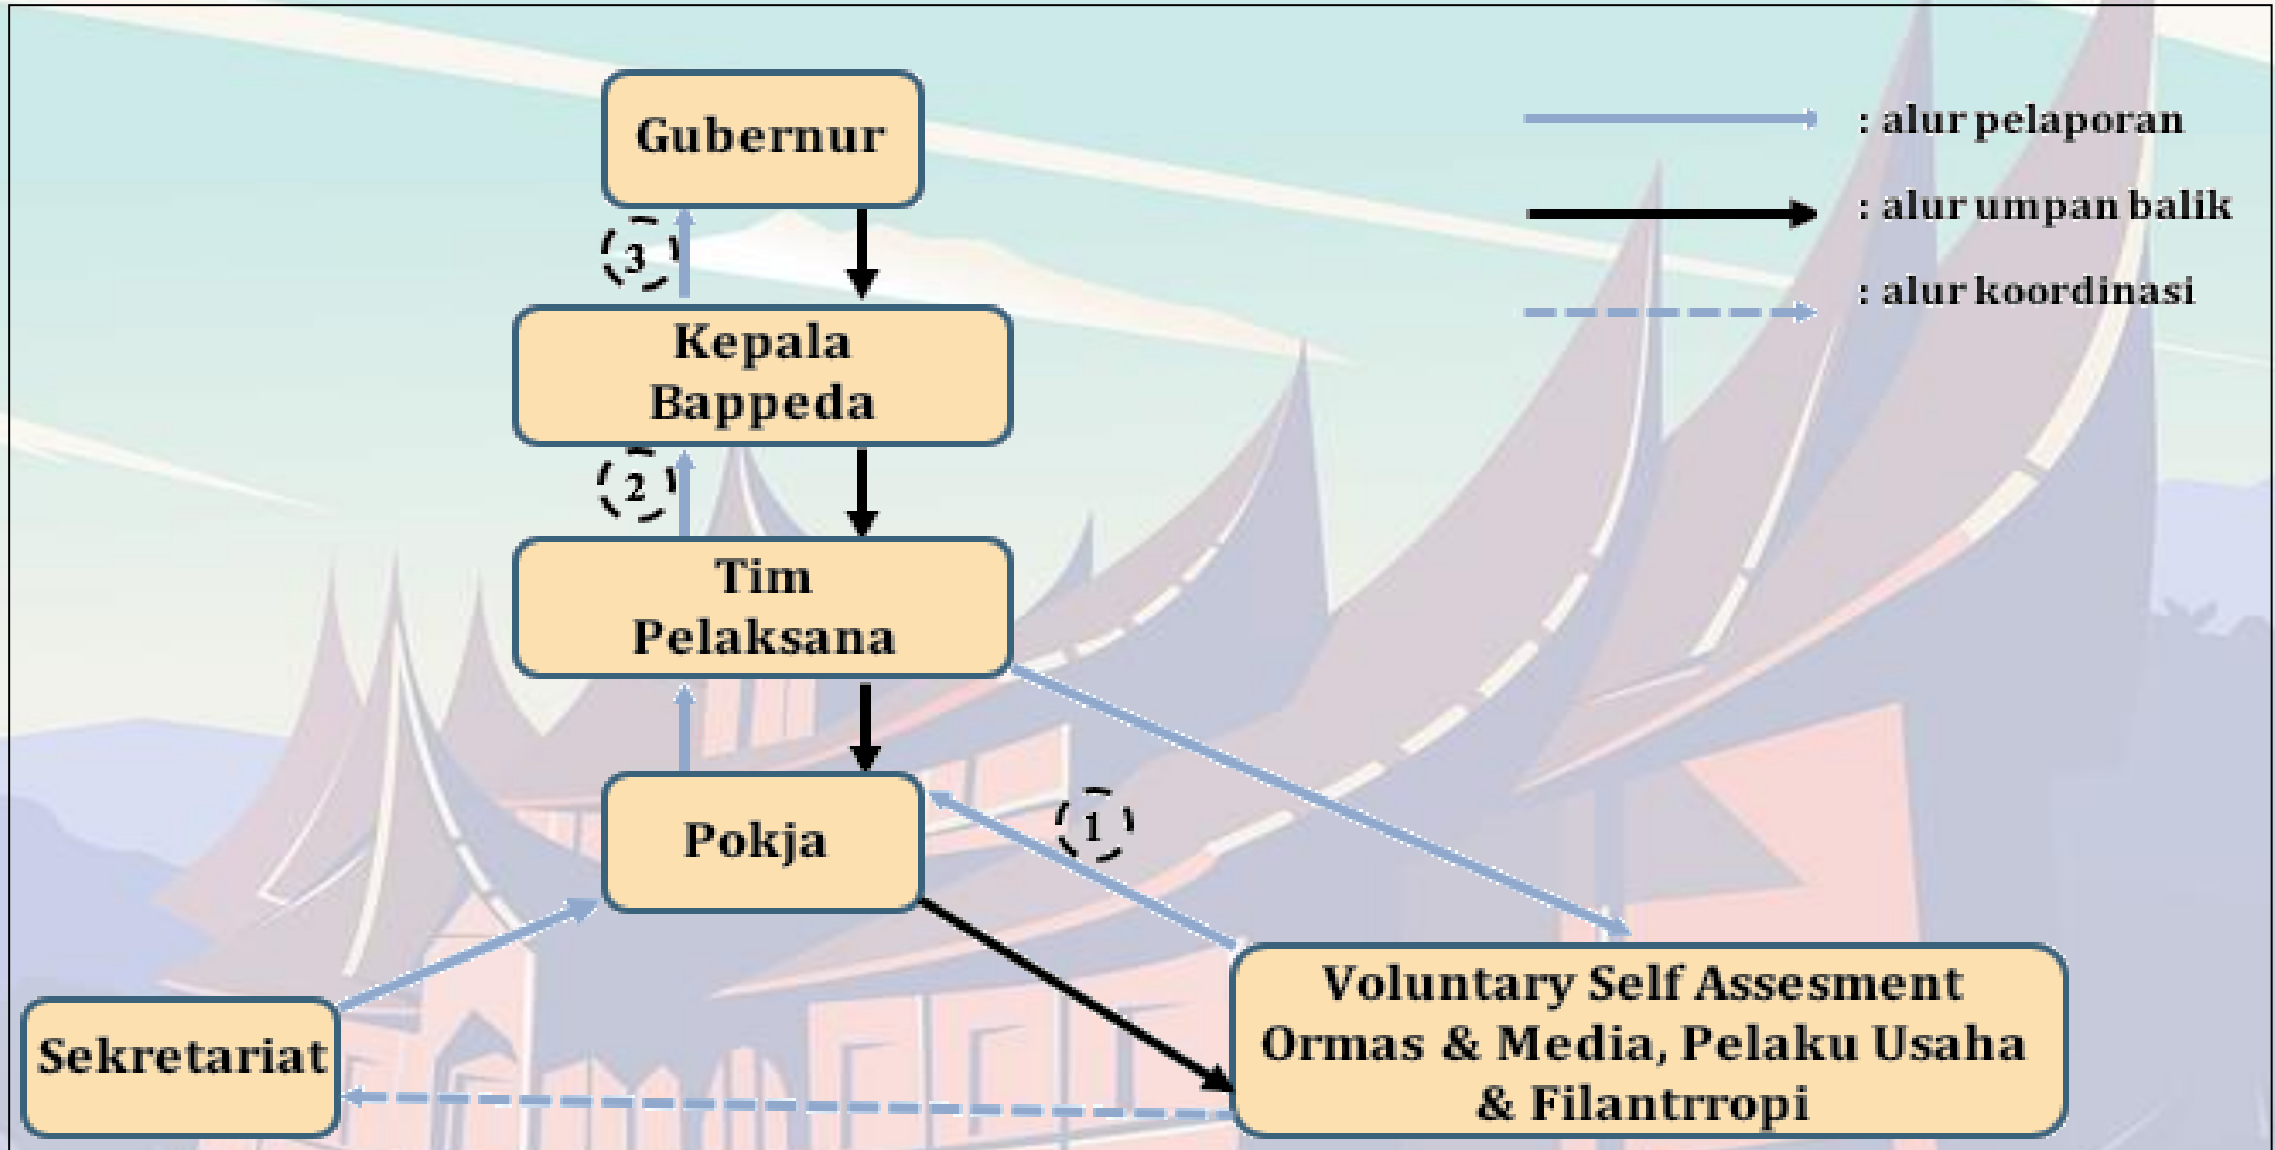 Gubernur
: alur pelaporan
: alur umpan balik
: alur koordinasi
3
Kepala
Bappeda
2
Tim
Pelaksana
1
Pokja
Sekretariat
Voluntary Self Assesment
Ormas & Media, Pelaku Usaha
& Filantrropi